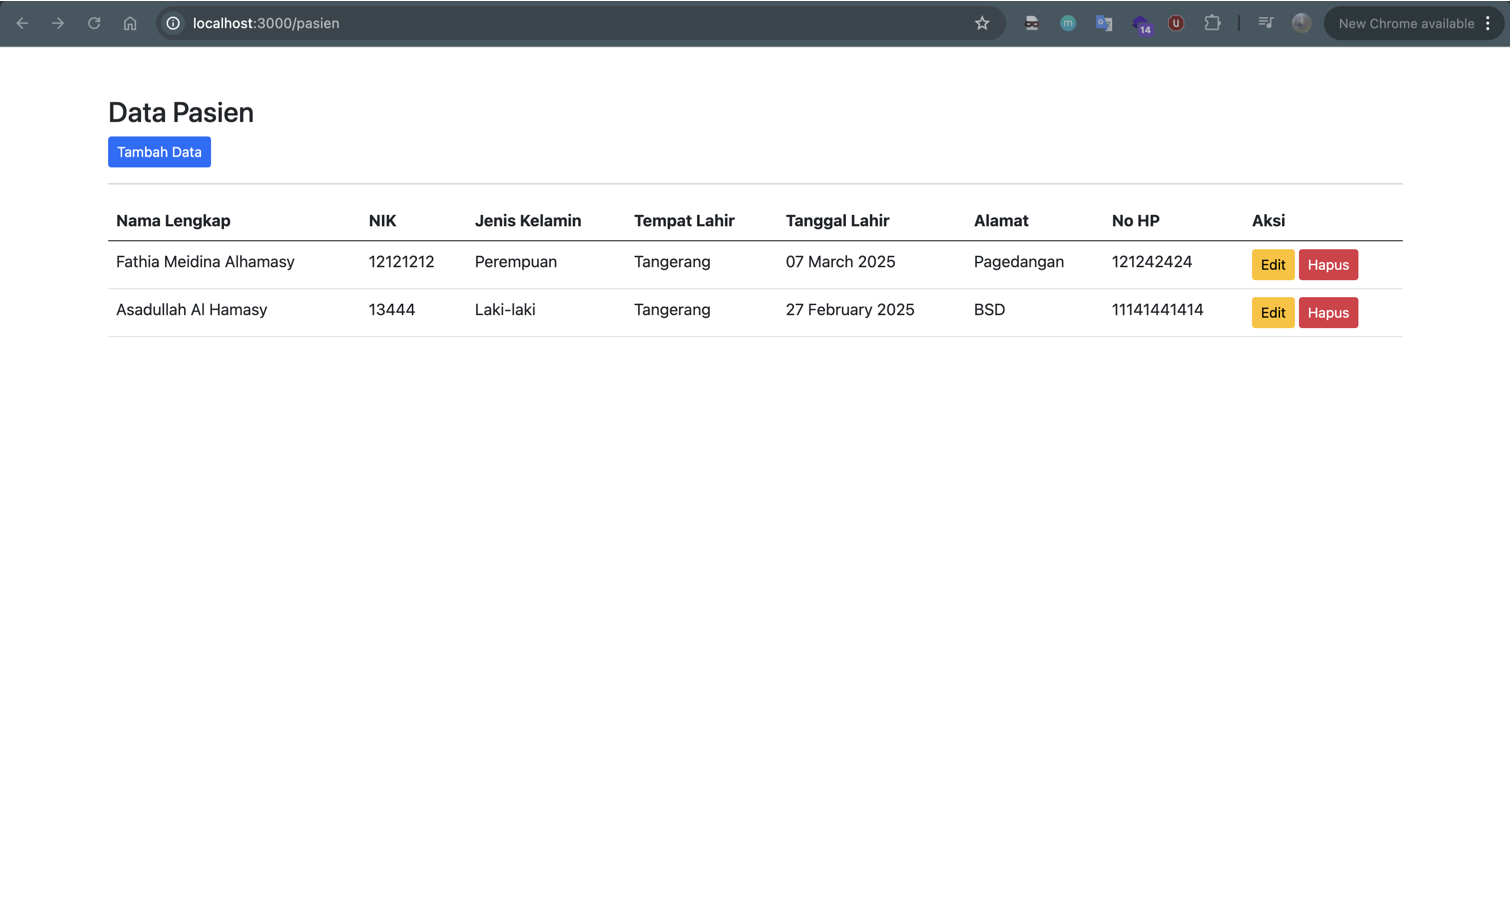 localhost:3000/pasien
m
G
14
U
New Chrome available
Data Pasien
Tambah Data
Nama Lengkap NIK Jenis Kelamin Tempat Lahir Tanggal Lahir Alamat No HP Aksi
Fathia Meidina Alhamasy 12121212 Perempuan Tangerang 07 March 2025 Pagedangan 121242424 Edit Hapus
Asadullah Al Hamasy 13444 Laki-laki Tangerang 27 February 2025 BSD 11141441414 Edit Hapus